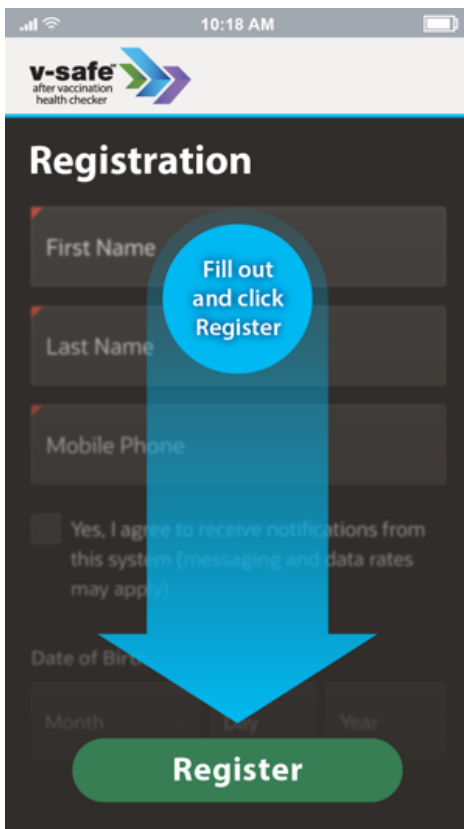 10:18 AM
v-safe™
after vaccination
health checker
Registration
First Name
Fill out
and click
Register
Last Name
Mobile Phone
Yes, I agree to receive notifications from
this system (messaging and data rates
may apply).
Date of Birth
Month Day Year
Register